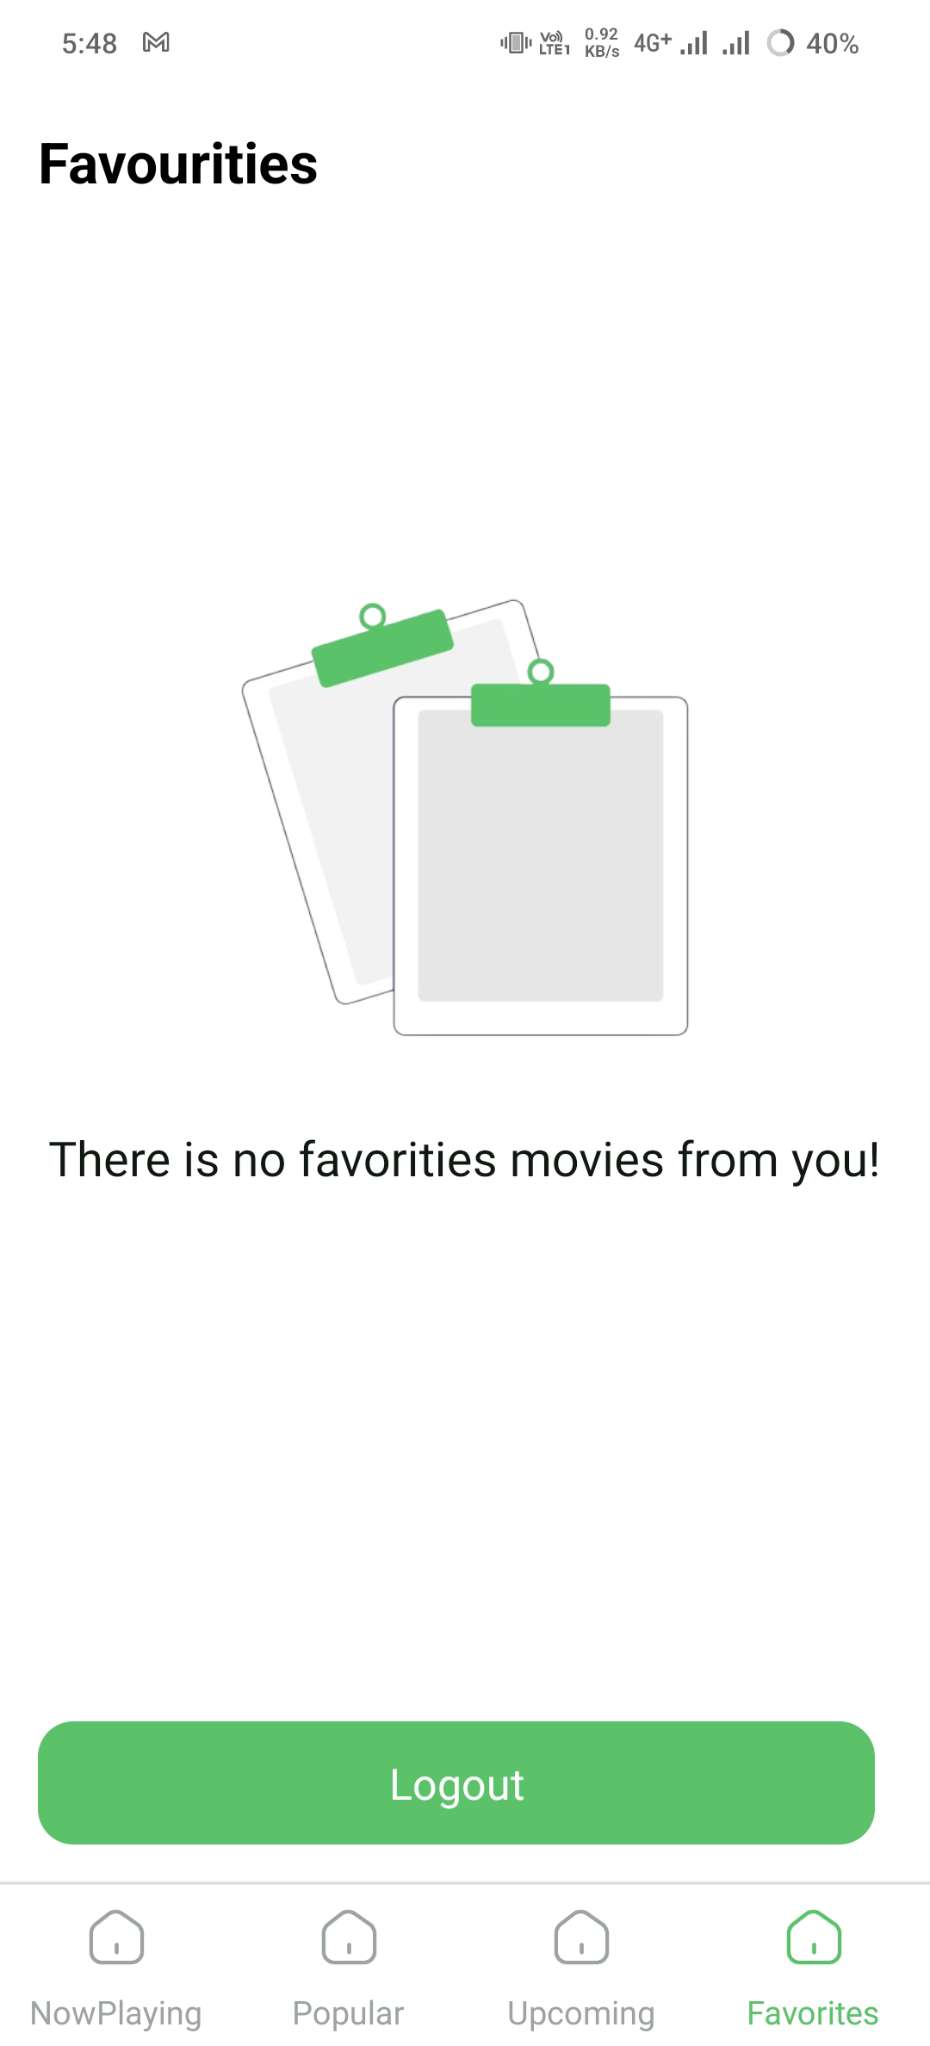 5:48 Vo)) LTE1 0.92 KB/s 4G+ 40%
Favourities
There is no favorities movies from you!
Logout
NowPlaying Popular Upcoming Favorites